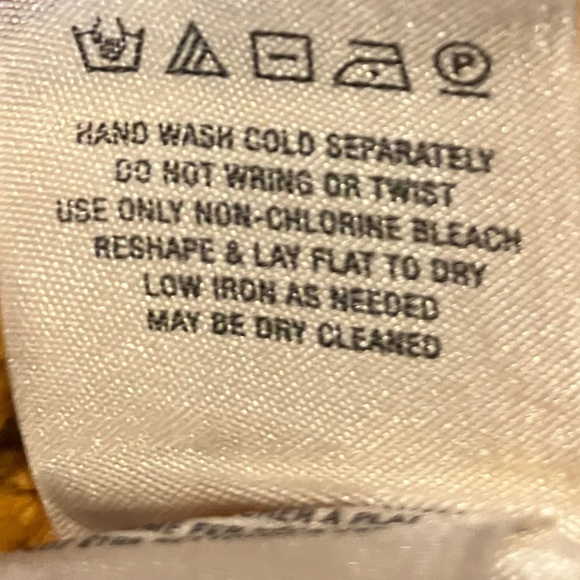 P
HAND WASH COLD SEPARATELY
DO NOT WRING OR TWIST
USE ONLY NON-CHLORINE BLEACH
RESHAPE & LAY FLAT TO DRY
LOW IRON AS NEEDED
MAY BE DRY CLEANED
A FLAT